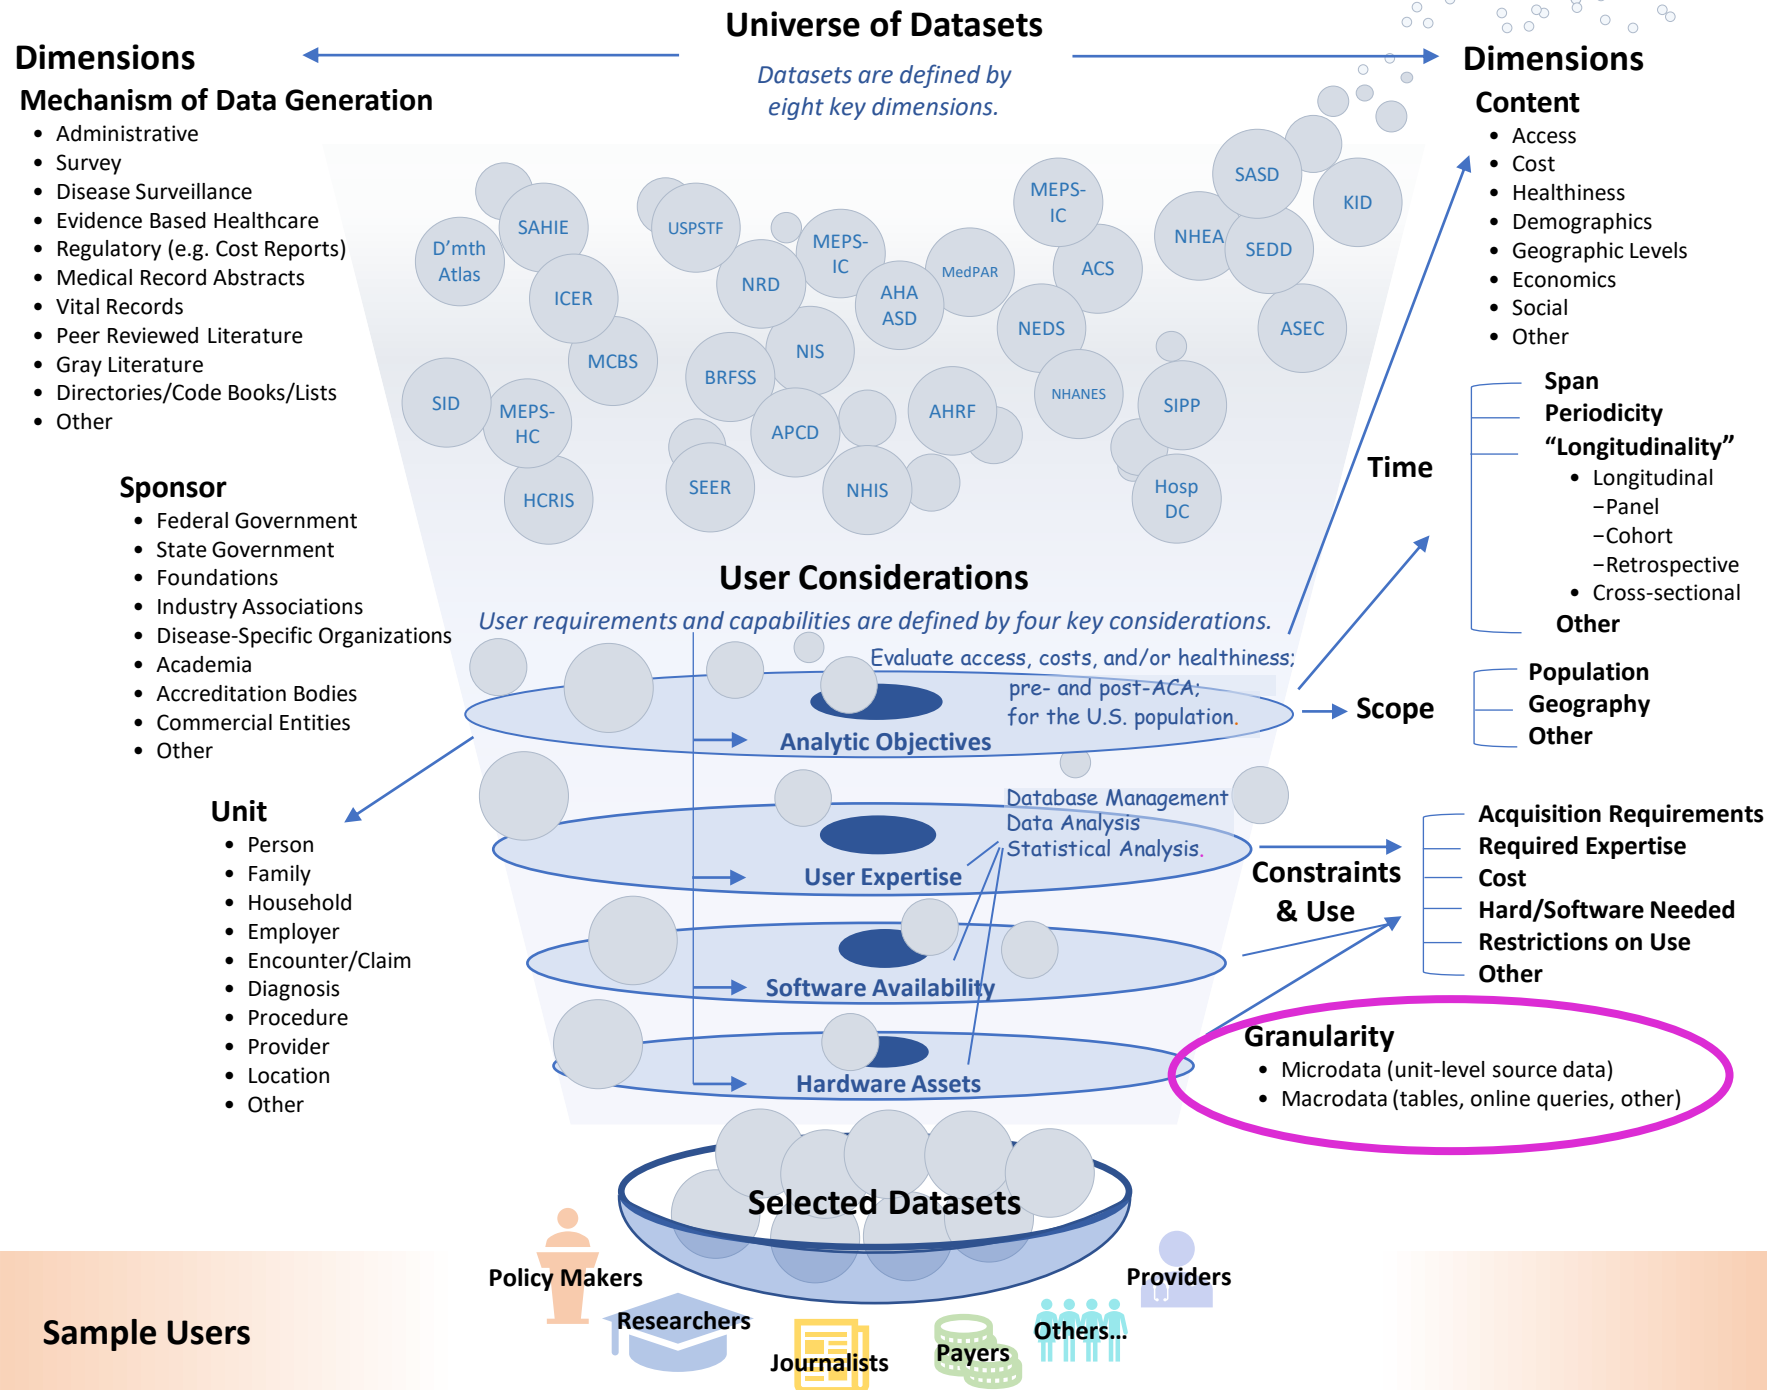 Universe of Datasets
Datasets are defined by
eight key dimensions.
Dimensions
Mechanism of Data Generation
• Administrative
• Survey
• Disease Surveillance
• Evidence Based Healthcare
• Regulatory (e.g. Cost Reports)
• Medical Record Abstracts
• Vital Records
• Peer Reviewed Literature
• Gray Literature
• Directories/Code Books/Lists
• Other
Sponsor
• Federal Government
• State Government
• Foundations
• Industry Associations
• Disease-Specific Organizations
• Academia
• Accreditation Bodies
• Commercial Entities
• Other
Unit
• Person
• Family
• Household
• Employer
• Encounter/Claim
• Diagnosis
• Procedure
• Provider
• Location
• Other
D'mth
Atlas
SAHIE
ICER
MCBS
SID
MEPS-
HC
HCRIS
USPSTF
NRD
MEPS-
IC
AHA
ASD
MedPAR
NIS
BRFSS
APCD
SEER
NHIS
AHRF
MEPS-
IC
ACS
NEDS
NHANES
SIPP
Hosp
DC
NHEA
SASD
SEDD
KID
ASEC
User Considerations
User requirements and capabilities are defined by four key considerations.
Evaluate access, costs, and/or healthiness;
pre- and post-ACA;
for the U.S. population.
Analytic Objectives
Database Management
Data Analysis
Statistical Analysis.
User Expertise
Software Availability
Hardware Assets
Dimensions
Content
• Access
• Cost
• Healthiness
• Demographics
• Geographic Levels
• Economics
• Social
• Other
Time
Span
Periodicity
“Longitudinality”
• Longitudinal
–Panel
–Cohort
–Retrospective
• Cross-sectional
Other
Scope
Population
Geography
Other
Constraints
& Use
Acquisition Requirements
Required Expertise
Cost
Hard/Software Needed
Restrictions on Use
Other
Granularity
• Microdata (unit-level source data)
• Macrodata (tables, online queries, other)
Selected Datasets
Sample Users
Policy Makers
Researchers
Journalists
Payers
Others...
Providers